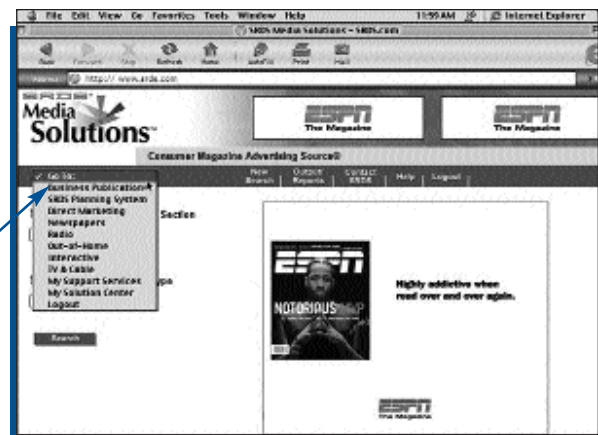 File Edit View Go Favorites Tools Window Help 11:59 AM Internet Explorer
SRDS Media Solutions - SRDS.com
Back Forward Stop Refresh Home AutoFill Print Mail
http://www.srds.com
SRDS
Media
Solutions
ESPN
The Magazine
ESPN
The Magazine
Consumer Magazine Advertising Source
Go To: New Search Output Reports Contact SRDS Help Logout
Business Publication
SRDS Planning System
Direct Marketing Section
Newspapers
Radio
Out-of-Home
Interactive
TV & Cable
My Support Services
My Solution Center
Logout
Search
ESPN
NOTORIOUS
Highly addictive when
read over and over again.
ESPN
The Magazine